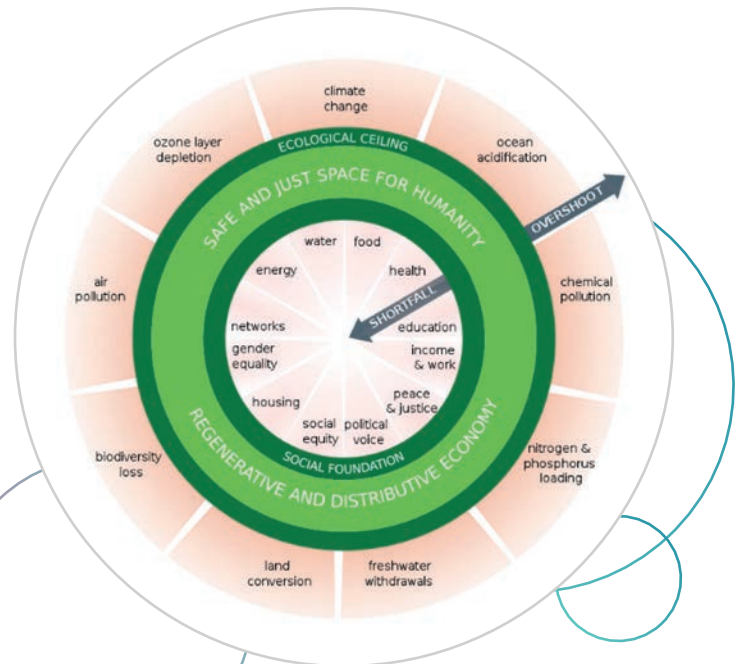 climate
change
ozone layer
depletion
ECOLOGICAL CEILING
ocean
acidification
SAFE AND JUST SPACE FOR HUMANITY
OVERSHOOT
water
food
energy
health
air
pollution
chemical
pollution
SHORTFALL
networks
education
gender
equality
income
& work
housing
peace
& justice
social
equity
political
voice
SOCIAL FOUNDATION
REGENERATIVE AND DISTRIBUTIVE ECONOMY
biodiversity
loss
nitrogen &
phosphorus
loading
land
conversion
freshwater
withdrawals